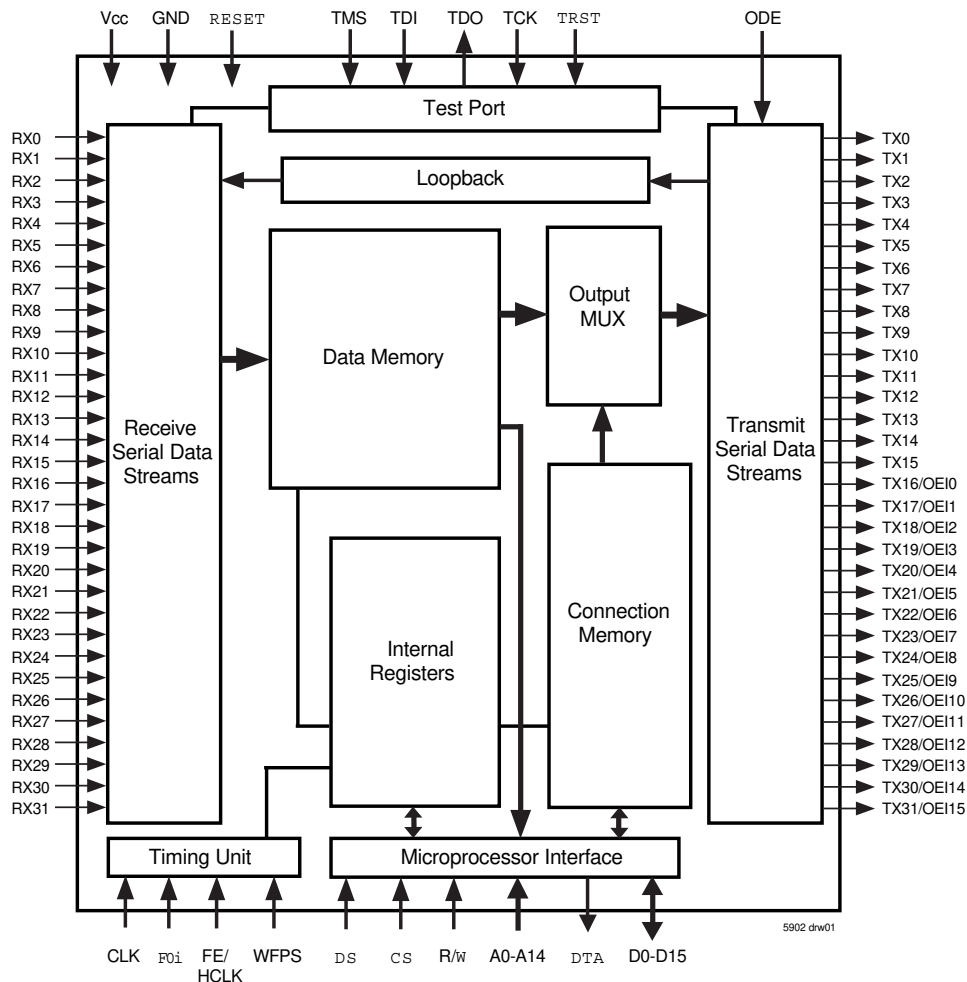 Vcc GND RESET TMS TDI TDO TCK TRST ODE
Test Port
Loopback
RX0
RX1
RX2
RX3
RX4
RX5
RX6
RX7
RX8
RX9
RX10
RX11
RX12
RX13
RX14
RX15
RX16
RX17
RX18
RX19
RX20
RX21
RX22
RX23
RX24
RX25
RX26
RX27
RX28
RX29
RX30
RX31
Receive
Serial Data
Streams
Data Memory
Output
MUX
Internal
Registers
Connection
Memory
Transmit
Serial Data
Streams
TX0
TX1
TX2
TX3
TX4
TX5
TX6
TX7
TX8
TX9
TX10
TX11
TX12
TX13
TX14
TX15
TX16/OEI0
TX17/OEI1
TX18/OEI2
TX19/OEI3
TX20/OEI4
TX21/OEI5
TX22/OEI6
TX23/OEI7
TX24/OEI8
TX25/OEI9
TX26/OEI10
TX27/OEI11
TX28/OEI12
TX29/OEI13
TX30/OEI14
TX31/OEI15
Timing Unit
Microprocessor Interface
5902 drw01
CLK F0i FE/ WFPS DS CS R/W A0-A14 DTA D0-D15
HCLK